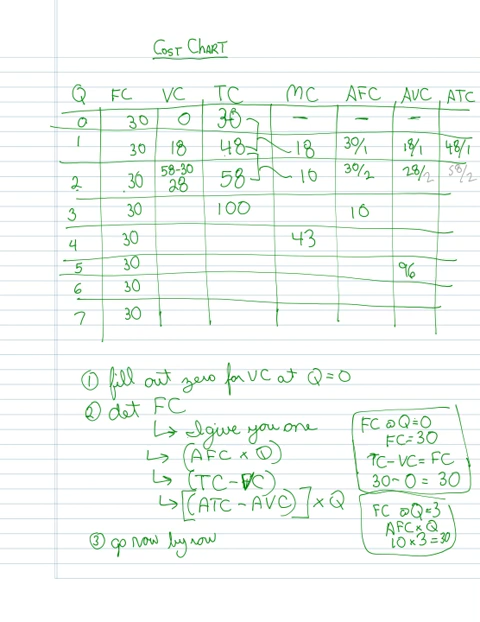 COST CHART
Q FC VC TC MC AFC AVC ATC
0 30 0 30 - - -
1 30 18 48 18 30/1 18/1 48/1
2 30 58-30 28 58 10 30/2 28/2 58/2
3 30 100 10
4 30 43
5 30 96
6 30
7 30
① fill out zero for VC at Q=0
② det FC
↳ I give you one
↳ (AFC x Q)
↳ (TC-VC)
↳ [(ATC-AVC)] x Q
③ go row by row
FC @ Q=0
FC=30
TC-VC=FC
30-0=30
FC @ Q=3
AFC x Q
10 x 3=30